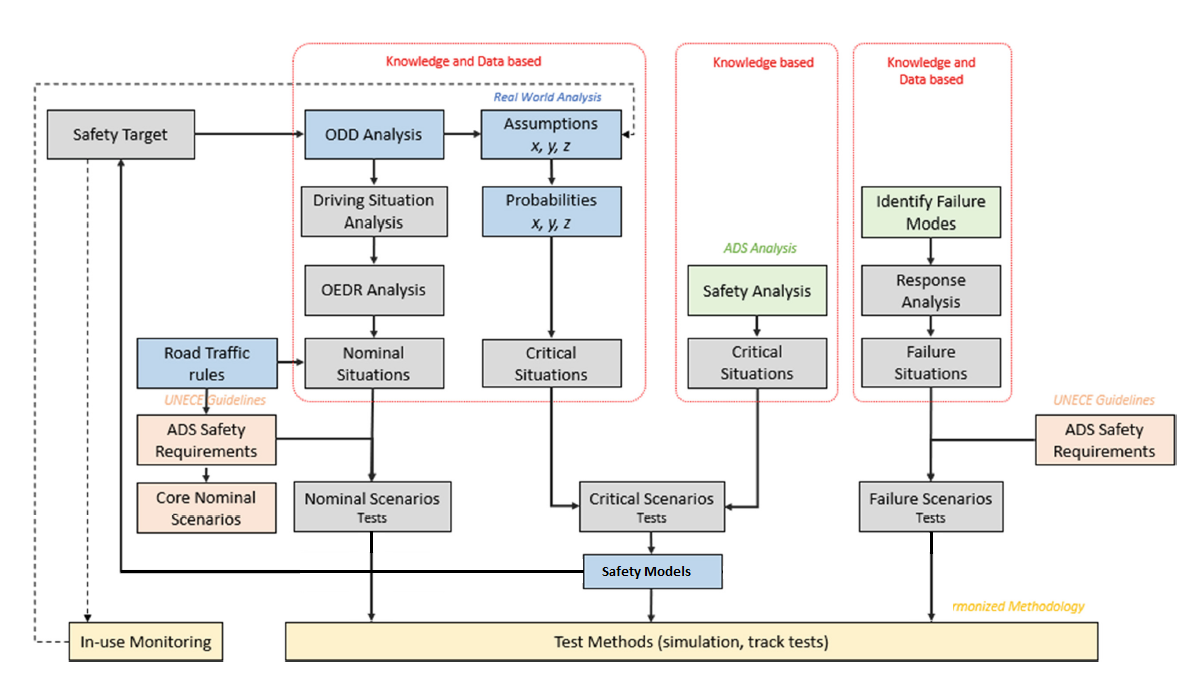 Knowledge and Data based
Knowledge based
Knowledge and
Data based
Real World Analysis
Safety Target
ODD Analysis
Assumptions
x, y, z
Driving Situation
Analysis
Probabilities
x, y, z
Identify Failure
Modes
ADS Analysis
OEDR Analysis
Safety Analysis
Response
Analysis
Road Traffic
rules
Nominal
Situations
Critical
Situations
Critical
Situations
Failure
Situations
UNECE Guidelines
UNECE Guidelines
ADS Safety
Requirements
ADS Safety
Requirements
Core Nominal
Scenarios
Nominal Scenarios
Tests
Critical Scenarios
Tests
Failure Scenarios
Tests
Safety Models
rmonized Methodology
In-use Monitoring
Test Methods (simulation, track tests)